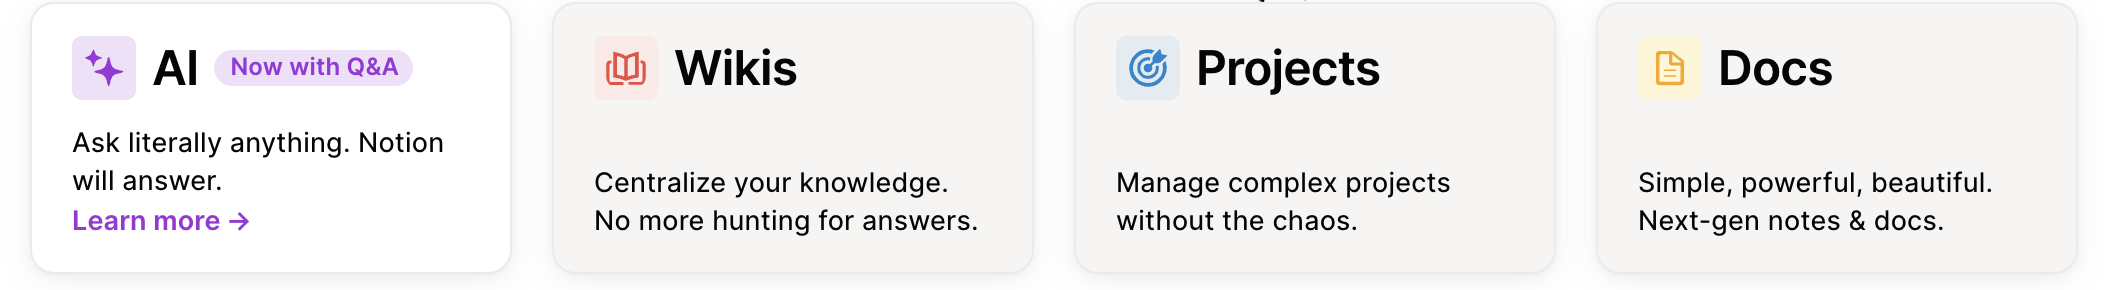 AI Now with Q&A
Ask literally anything. Notion
will answer.
Learn more →
Wikis
Centralize your knowledge.
No more hunting for answers.
Projects
Manage complex projects
without the chaos.
Docs
Simple, powerful, beautiful.
Next-gen notes & docs.